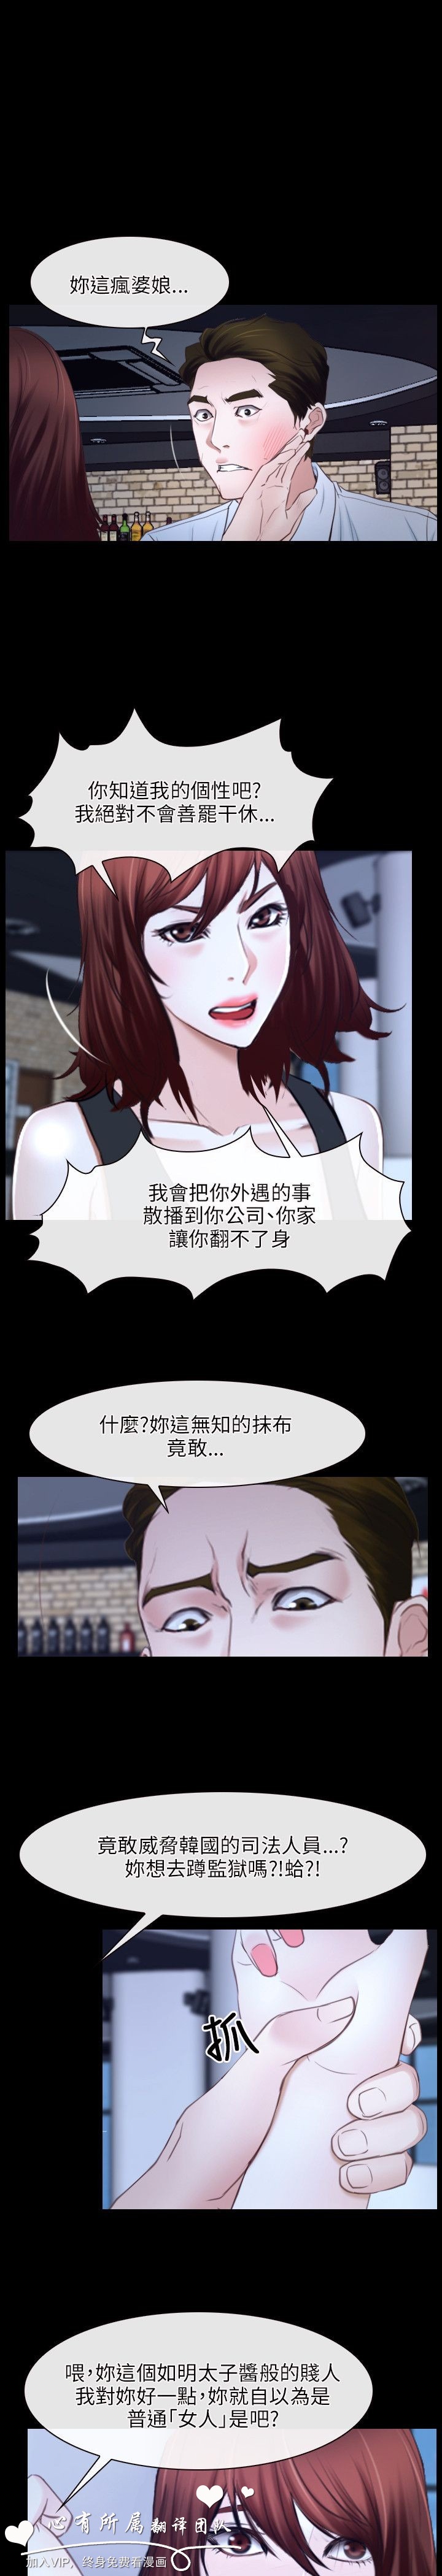 妳這瘋婆娘...
你知道我的個性吧?
我絕對不會善罷干休...
我會把你外遇的事
散播到你公司、你家
讓你翻不了身
什麼?妳這無知的抹布
竟敢...
竟敢威脅韓國的司法人員...?
妳想去蹲監獄嗎?!蛤?!
抓
喂,妳這個如明太子醬般的賤人
我對妳好一點,妳就自以為是
普通「女人」是吧?
心有所属翻译团队
加入VIP，终身免费看漫画